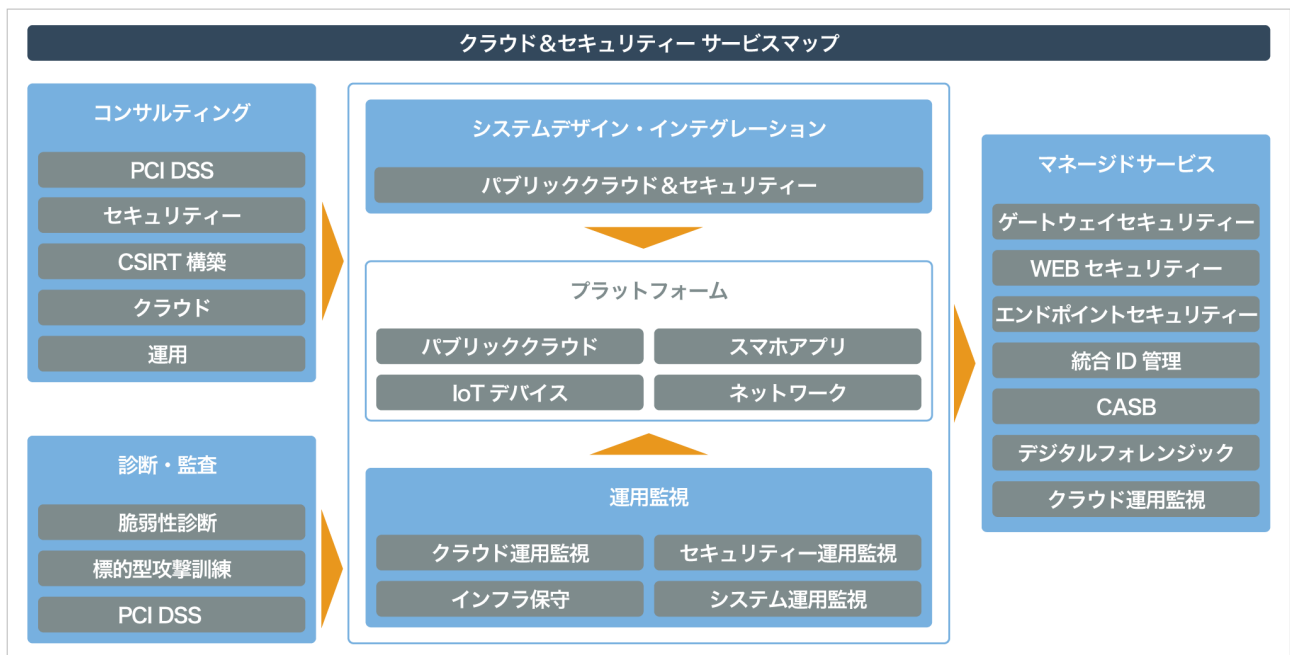 クラウド＆セキュリティー サービスマップ
コンサルティング
PCI DSS
セキュリティー
CSIRT 構築
クラウド
運用
診断・監査
脆弱性診断
標的型攻撃訓練
PCI DSS
システムデザイン・インテグレーション
パブリッククラウド＆セキュリティー
プラットフォーム
パブリッククラウド
スマホアプリ
IoT デバイス
ネットワーク
運用監視
クラウド運用監視
セキュリティー運用監視
インフラ保守
システム運用監視
マネージドサービス
ゲートウェイセキュリティー
WEB セキュリティー
エンドポイントセキュリティー
統合 ID 管理
CASB
デジタルフォレンジック
クラウド運用監視